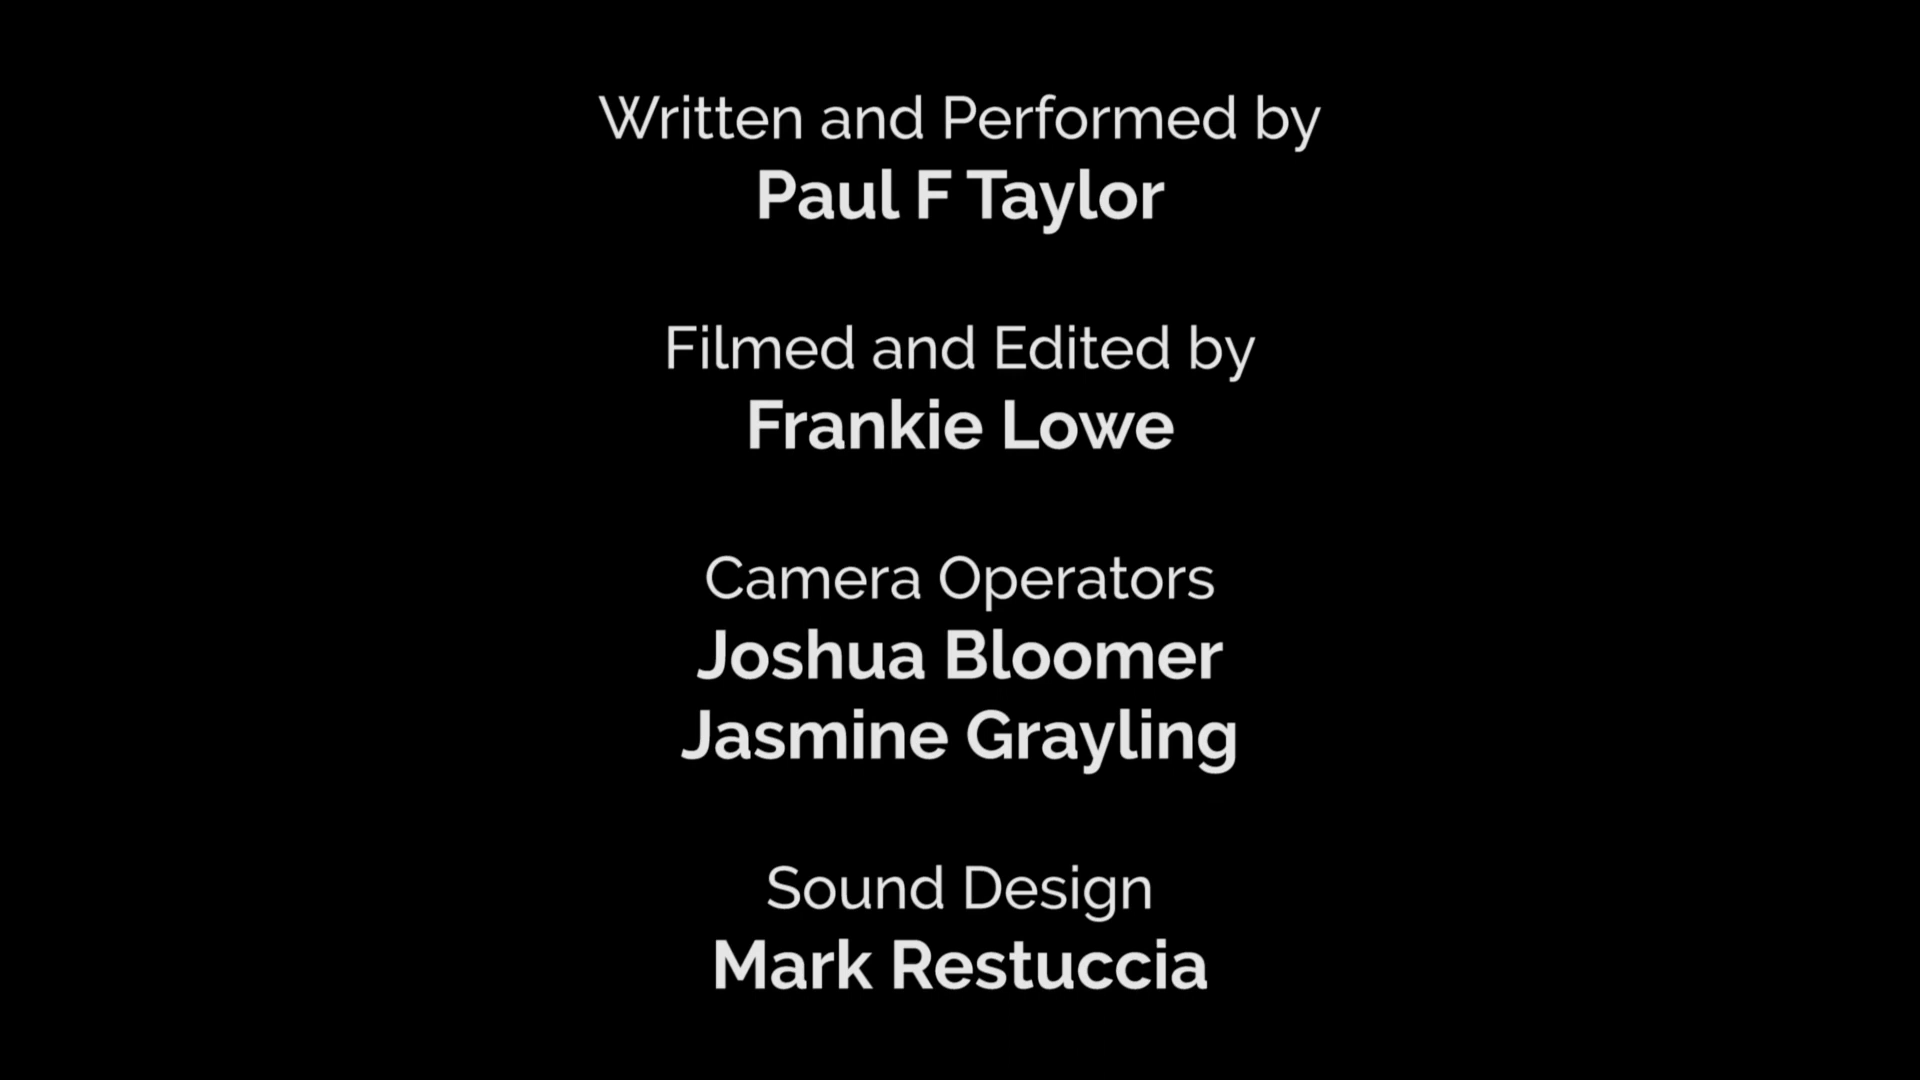 Written and Performed by
Paul F Taylor
Filmed and Edited by
Frankie Lowe
Camera Operators
Joshua Bloomer
Jasmine Grayling
Sound Design
Mark Restuccia